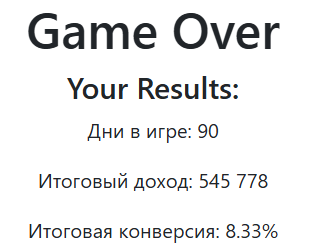 Game Over
Your Results:
Дни в игре: 90
Итоговый доход: 545 778
Итоговая конверсия: 8.33%